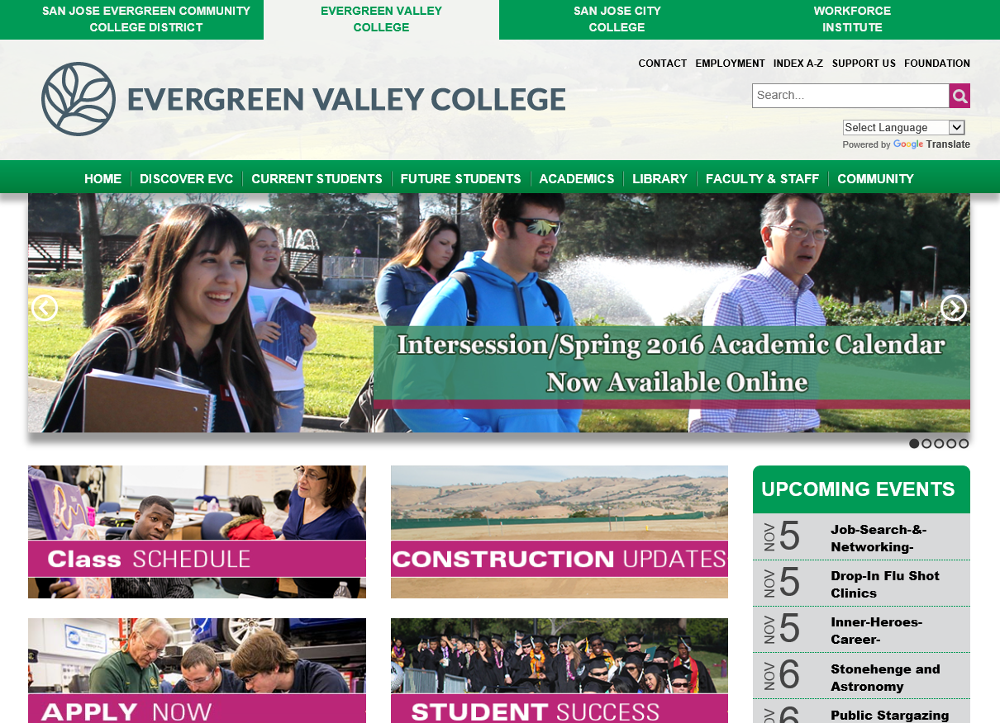 SAN JOSE EVERGREEN COMMUNITY
COLLEGE DISTRICT
EVERGREEN VALLEY
COLLEGE
SAN JOSE CITY
COLLEGE
WORKFORCE
INSTITUTE
CONTACT EMPLOYMENT INDEX A-Z SUPPORT US FOUNDATION
EVERGREEN VALLEY COLLEGE
Search...
Select Language
Powered by Google Translate
HOME DISCOVER EVC CURRENT STUDENTS FUTURE STUDENTS ACADEMICS LIBRARY FACULTY & STAFF COMMUNITY
Intersession/Spring 2016 Academic Calendar
Now Available Online
Class SCHEDULE
CONSTRUCTION UPDATES
APPLY NOW
STUDENT SUCCESS
UPCOMING EVENTS
NOV 5
Job-Search-&-
Networking-
NOV 5
Drop-In Flu Shot
Clinics
NOV 5
Inner-Heroes-
Career-
NOV 6
Stonehenge and
Astronomy
NOV 6
Public Stargazing